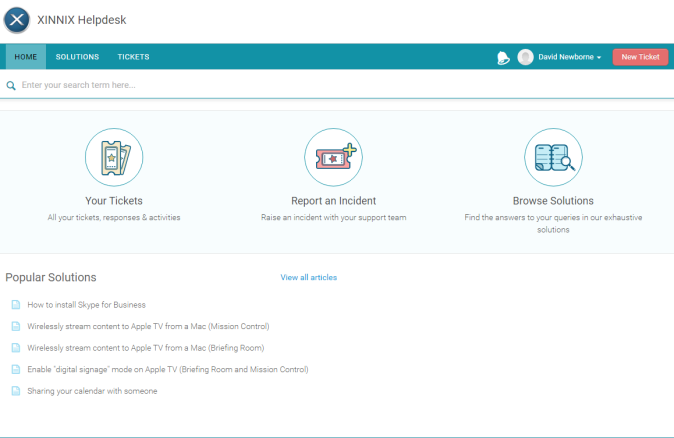 XINNIX Helpdesk
HOME SOLUTIONS TICKETS David Newborne New Ticket
Enter your search term here...
Your Tickets
All your tickets, responses & activities
Report an Incident
Raise an incident with your support team
Browse Solutions
Find the answers to your queries in our exhaustive
solutions
Popular Solutions View all articles
How to install Skype for Business
Wirelessly stream content to Apple TV from a Mac (Mission Control)
Wirelessly stream content to Apple TV from a Mac (Briefing Room)
Enable "digital signage" mode on Apple TV (Briefing Room and Mission Control)
Sharing your calendar with someone